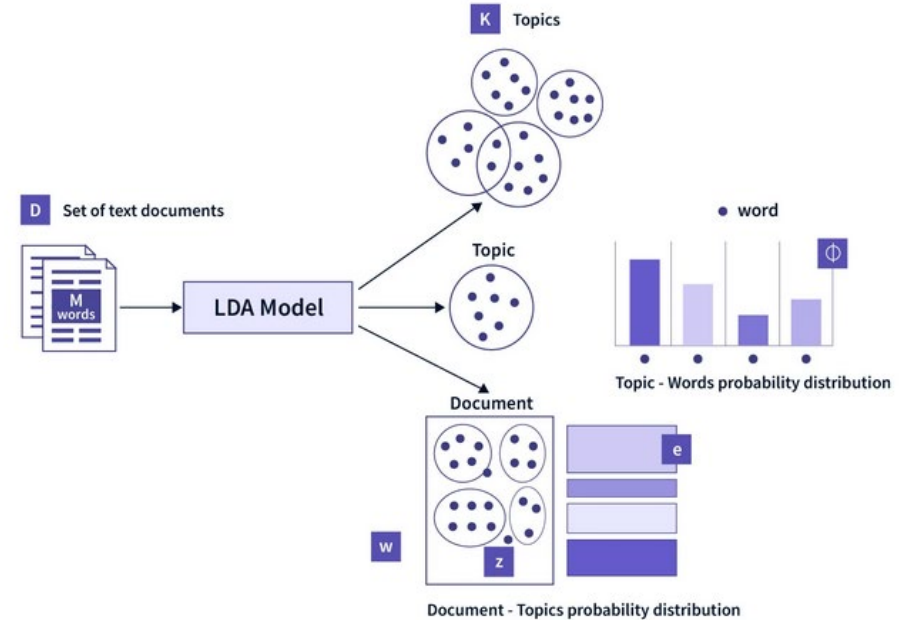 K Topics
D Set of text documents
M
words
LDA Model
Topic
word
Φ
Topic - Words probability distribution
Document
e
w
z
Document - Topics probability distribution